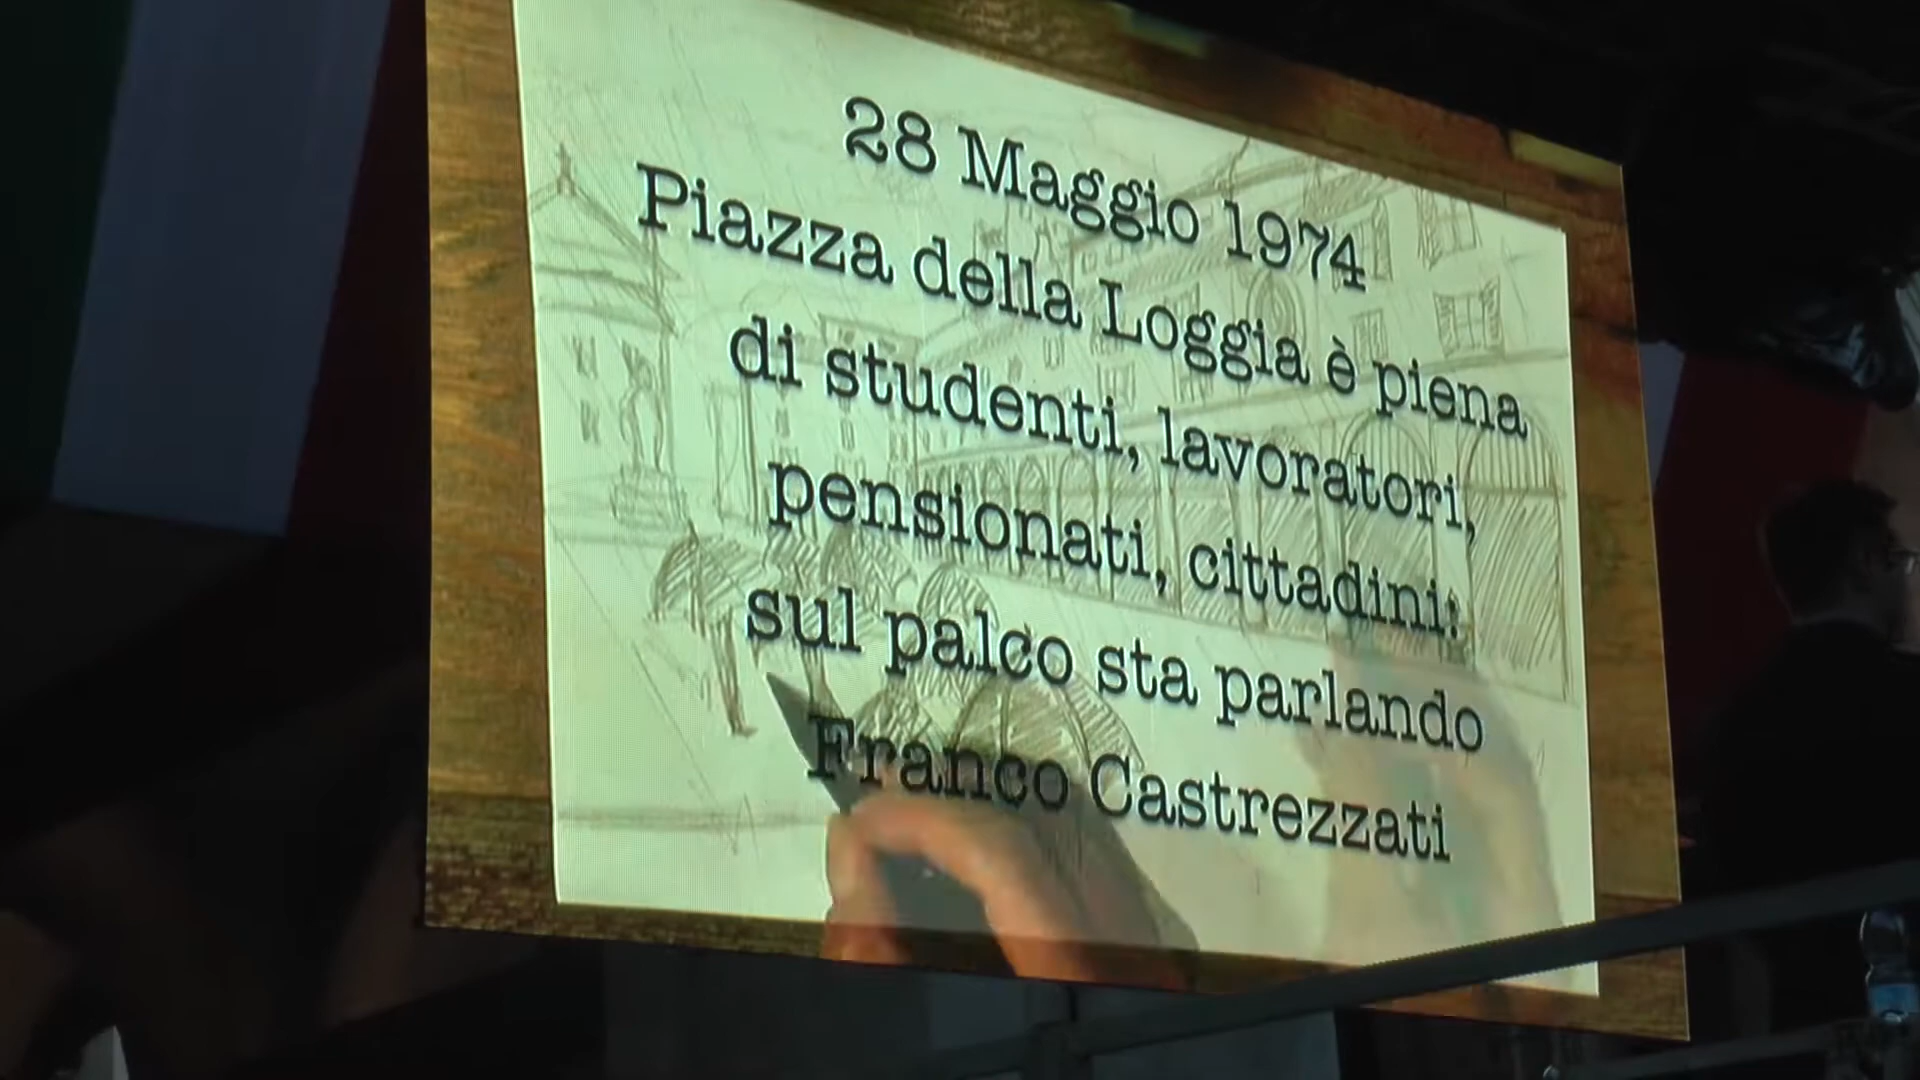 28 Maggio 1974
Piazza della Loggia è piena
di studenti, lavoratori,
pensionati, cittadini:
sul palco sta parlando
Franco Castrezzati